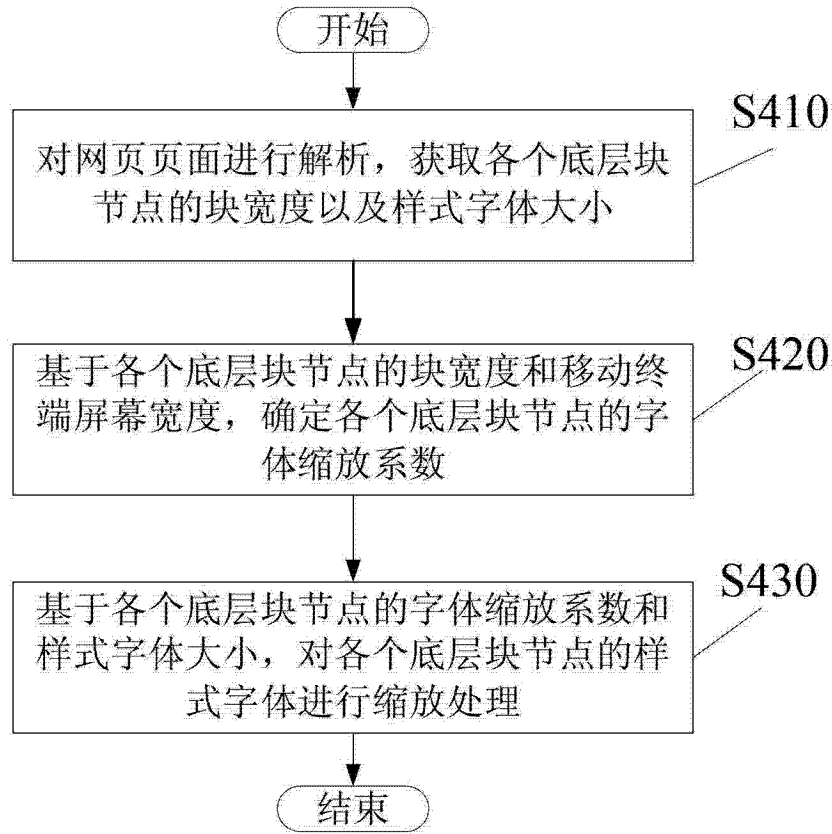 开始
S410
对网页页面进行解析，获取各个底层块
节点的块宽度以及样式字体大小
S420
基于各个底层块节点的块宽度和移动终
端屏幕宽度，确定各个底层块节点的字
体缩放系数
S430
基于各个底层块节点的字体缩放系数和
样式字体大小，对各个底层块节点的样
式字体进行缩放处理
结束